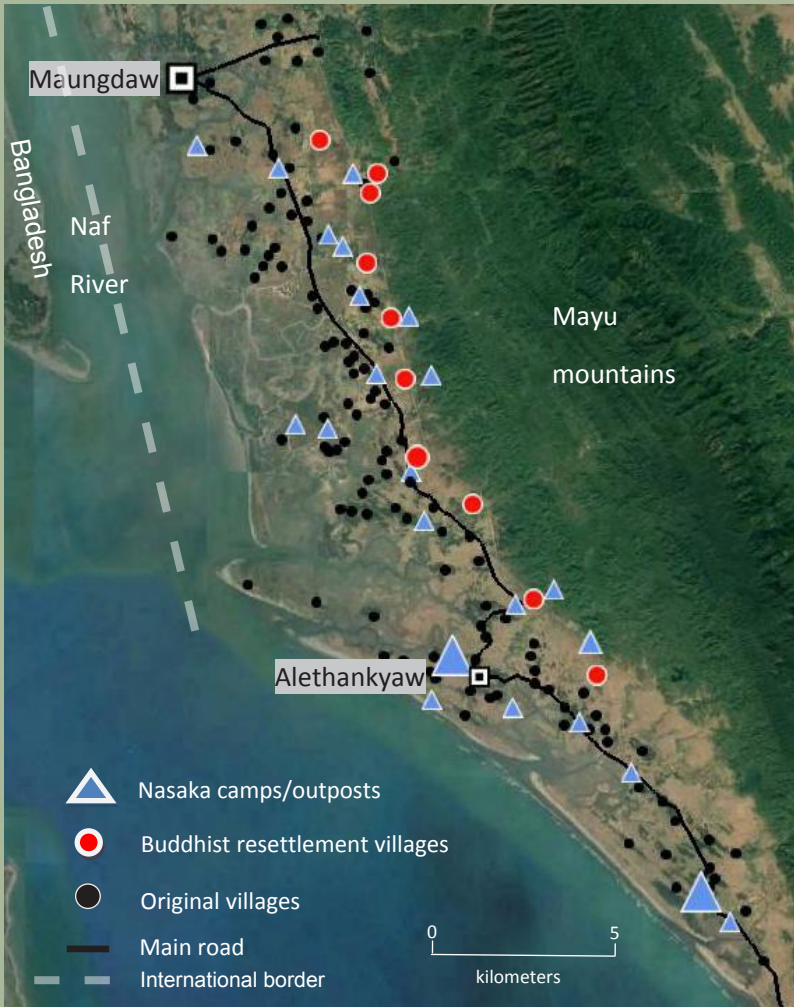 Maungdaw
Bangladesh
Naf
River
Mayu
mountains
Alethankyaw
Nasaka camps/outposts
Buddhist resettlement villages
Original villages
Main road
International border
0 5
kilometers